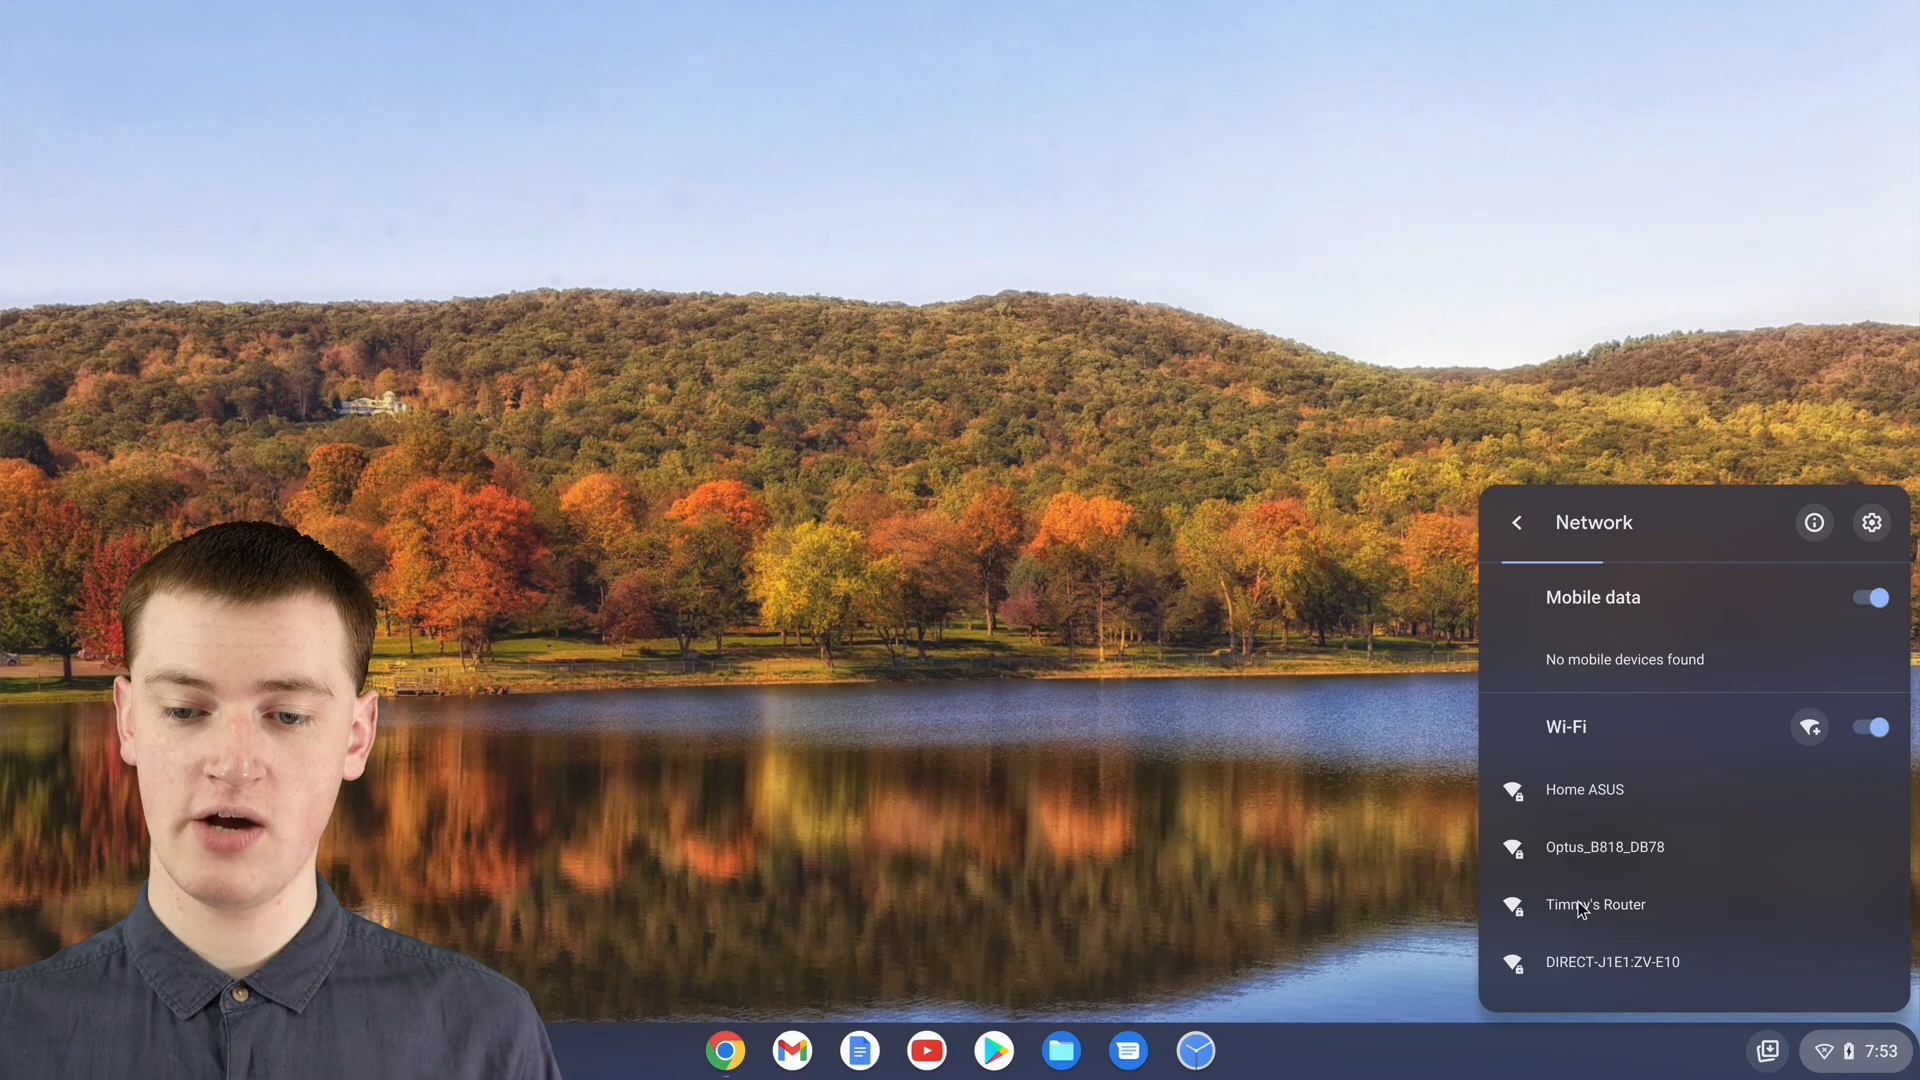 Network
Mobile data
No mobile devices found
Wi-Fi
Home ASUS
Optus_B818_DB78
Timmy's Router
DIRECT-J1E1:ZV-E10
7:53